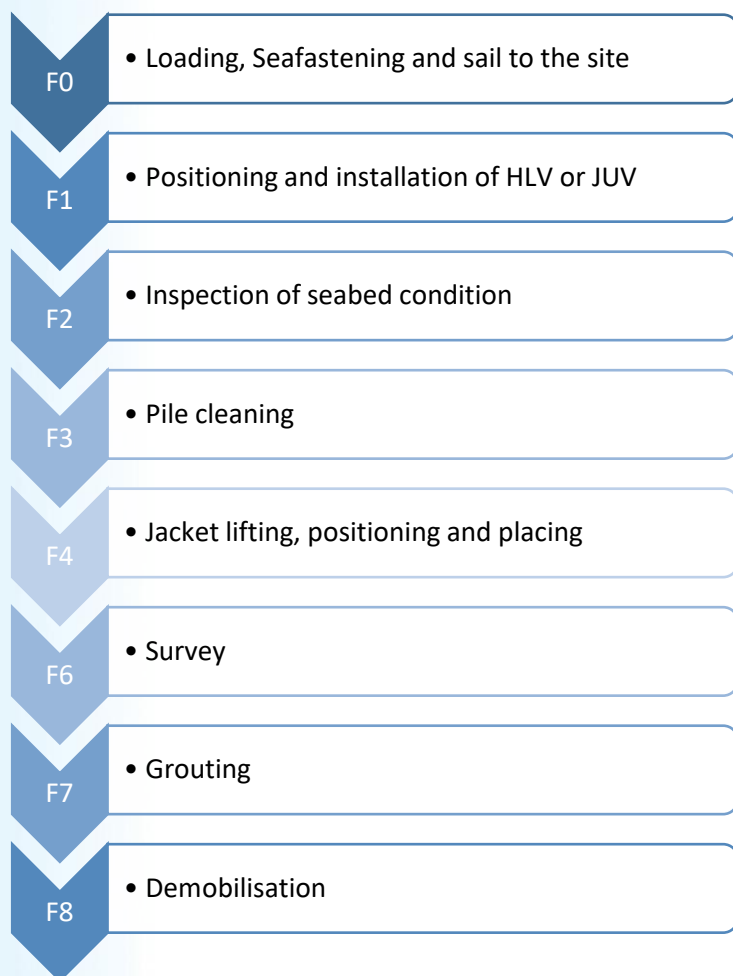 F0
• Loading, Seafastening and sail to the site
F1
• Positioning and installation of HLV or JUV
F2
• Inspection of seabed condition
F3
• Pile cleaning
F4
• Jacket lifting, positioning and placing
F6
• Survey
F7
• Grouting
F8
• Demobilisation